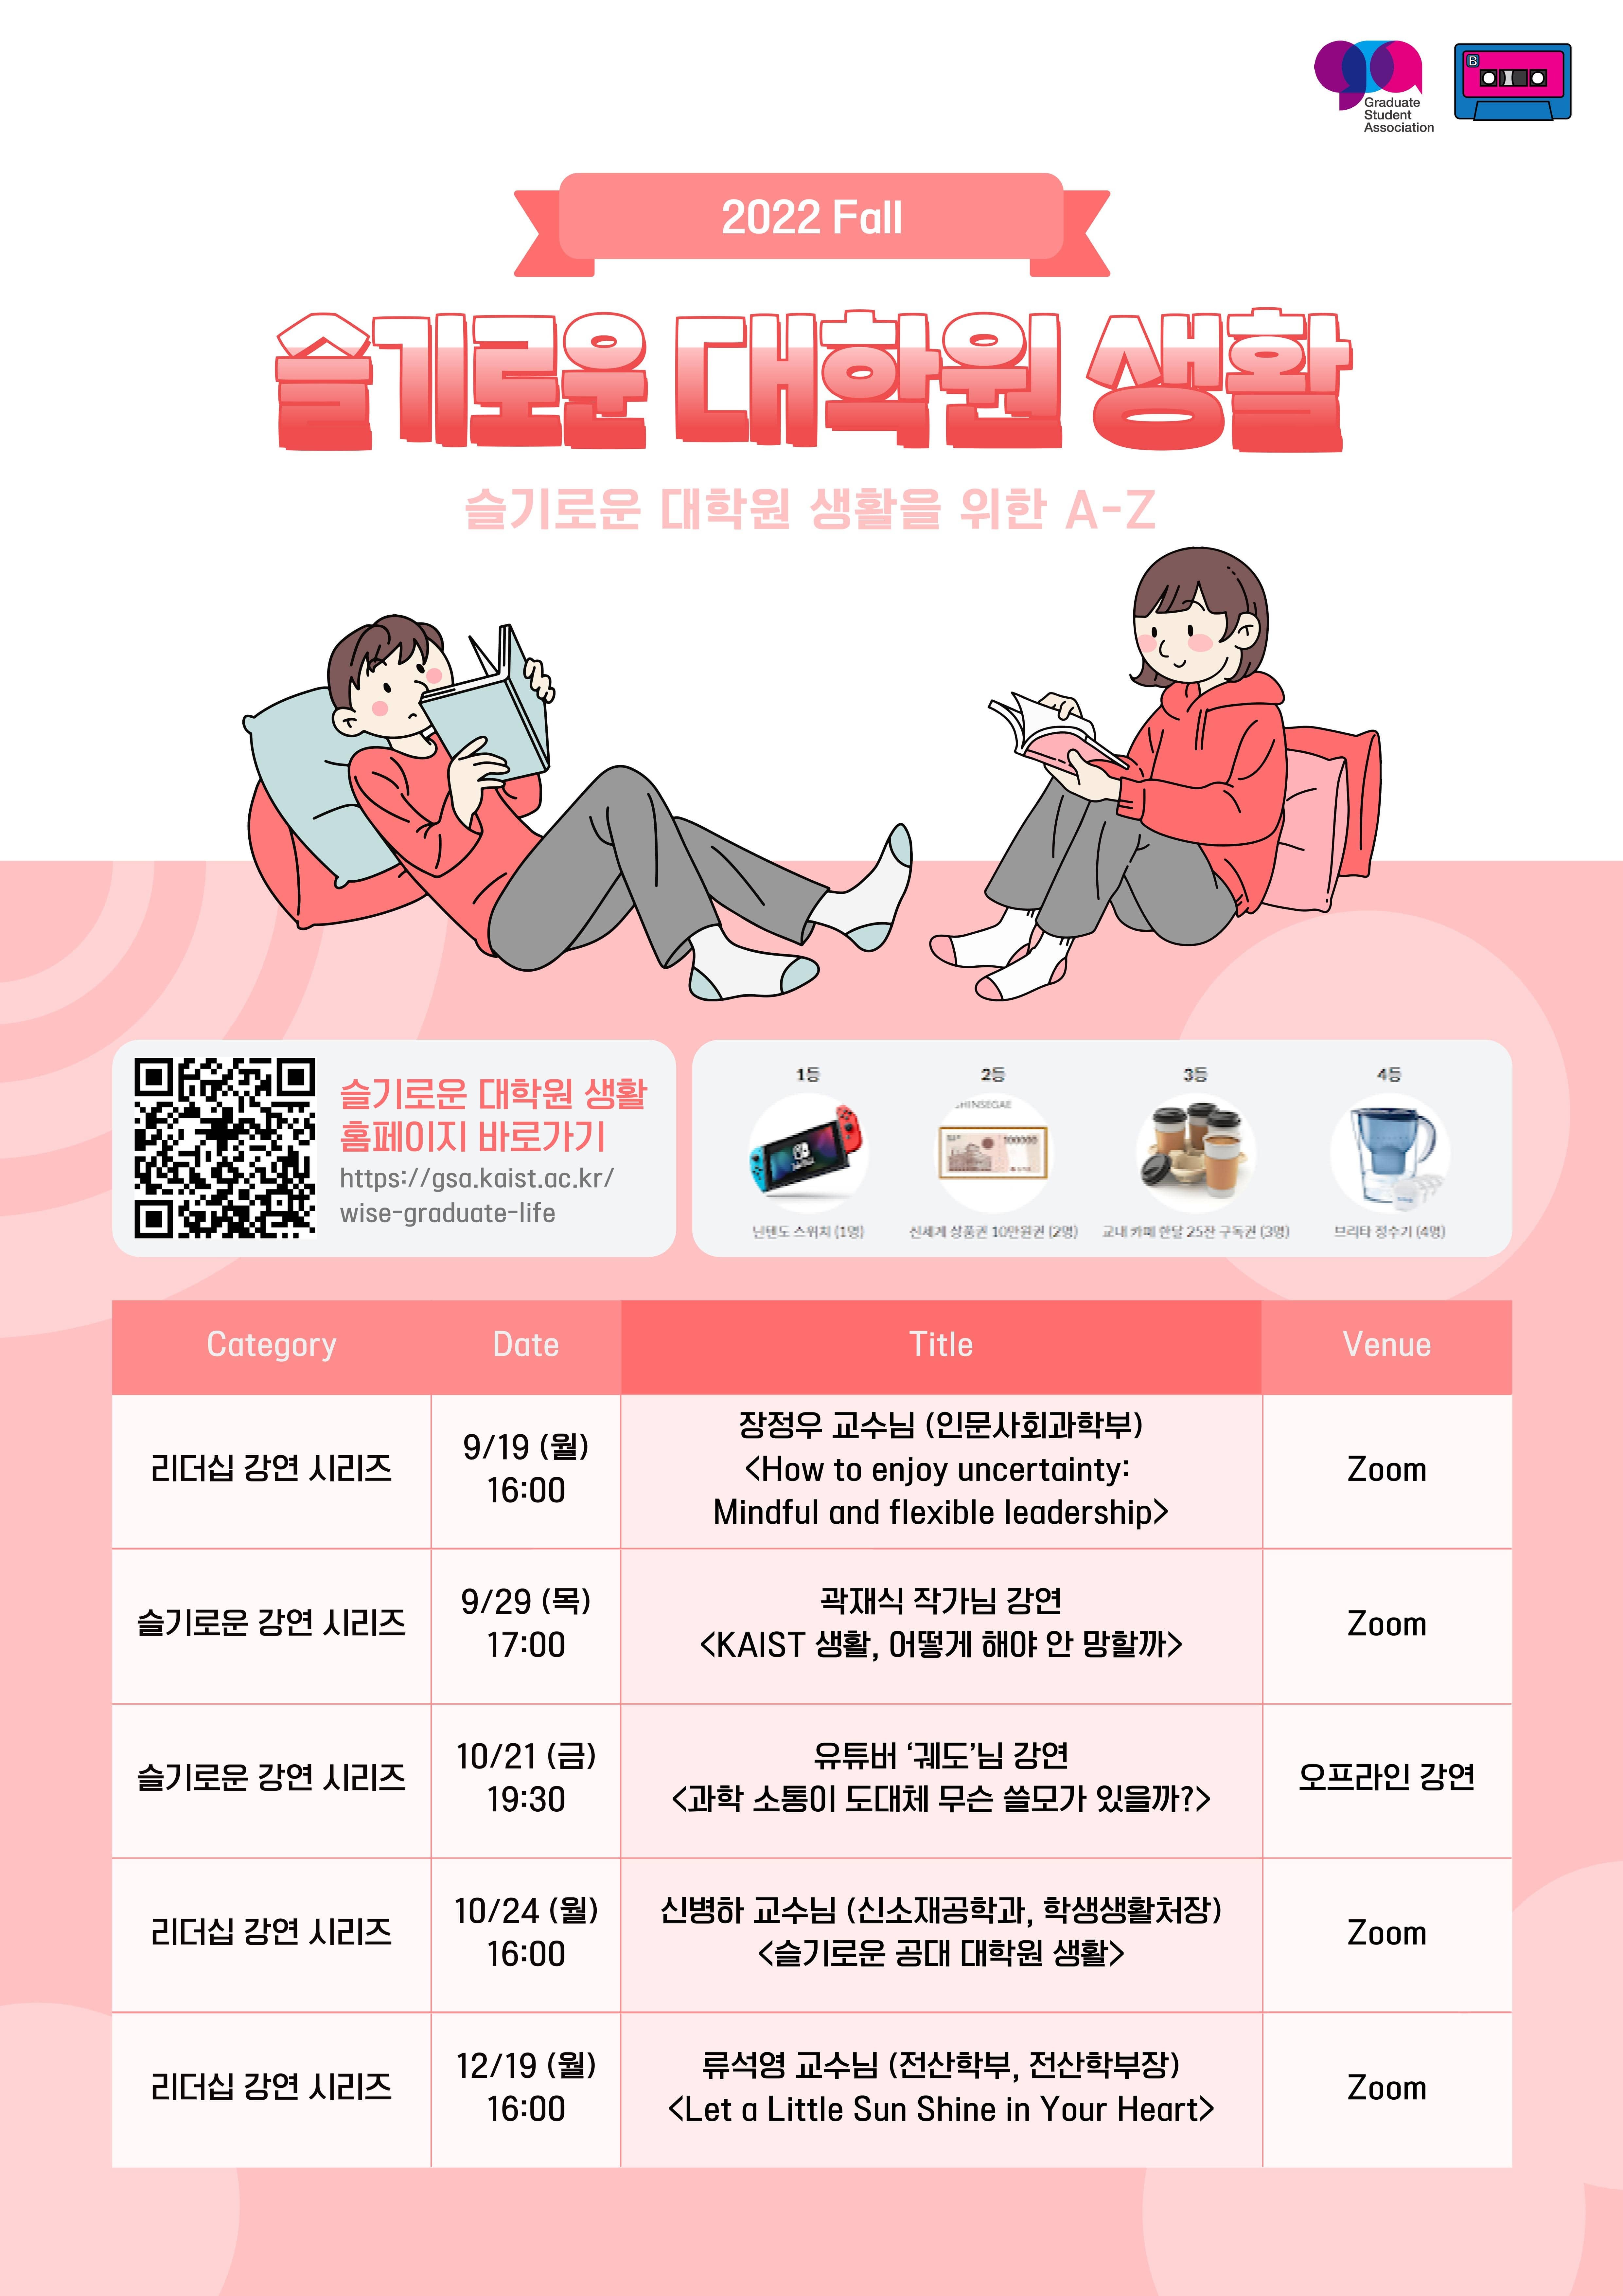 Graduate
Student
Association
B
2022 Fall
슬기로운 대학원 생활
슬기로운 대학원 생활을 위한 A-Z
슬기로운 대학원 생활
홈페이지 바로가기
https://gsa.kaist.ac.kr/
wise-graduate-life
1등
2등
3등
4등
100000
닌텐도 스위치 (1명)
신세계 상품권 10만원권 (2명)
교내 카페 한달 25잔 구독권 (3명)
브리타 정수기 (4명)
Category
Date
Title
Venue
리더십 강연 시리즈
9/19 (월)
16:00
장정우 교수님 (인문사회과학부)
<How to enjoy uncertainty:
Mindful and flexible leadership>
Zoom
슬기로운 강연 시리즈
9/29 (목)
17:00
곽재식 작가님 강연
<KAIST 생활, 어떻게 해야 안 망할까>
Zoom
슬기로운 강연 시리즈
10/21 (금)
19:30
유튜버 ‘궤도’님 강연
<과학 소통이 도대체 무슨 쓸모가 있을까?>
오프라인 강연
리더십 강연 시리즈
10/24 (월)
16:00
신병하 교수님 (신소재공학과, 학생생활처장)
<슬기로운 공대 대학원 생활>
Zoom
리더십 강연 시리즈
12/19 (월)
16:00
류석영 교수님 (전산학부, 전산학부장)
<Let a Little Sun Shine in Your Heart>
Zoom